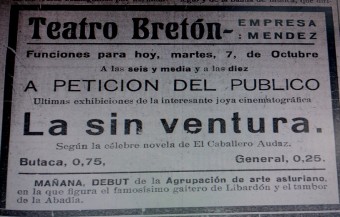 Teatro Bretón- EMPRESA
: MENDEZ
Funciones para hoy, martes, 7, de Octubre
A las seis y media y a las diez
A PETICION DEL PUBLICO
Ultimas exhibiciones de la interesante joya cinematográfica
La sin ventura.
Según la célebre novela de El Caballero Audaz.
Butaca, 0,75. General, 0,25.
MAÑANA, DEBUT de la Agrupación de arte asturiano,
en la que figura el famosísimo gaitero de Libardón y el tambor
de la Abadía.